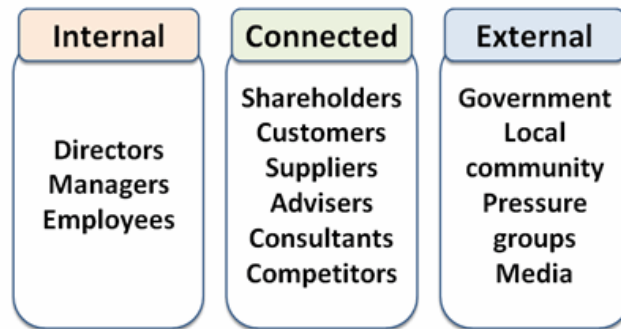 Internal
Directors
Managers
Employees
Connected
Shareholders
Customers
Suppliers
Advisers
Consultants
Competitors
External
Government
Local
community
Pressure
groups
Media